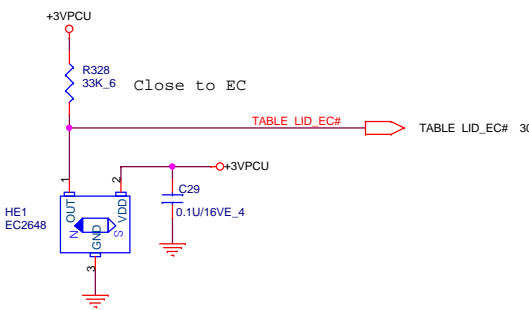 +3VPCU
R328
33K_6
Close to EC
TABLE_LID_EC#
TABLE_LID_EC# 30
1
2
+3VPCU
HE1
EC2648
OUT
VDD
N
S
GND
C29
0.1U/16VE_4
3